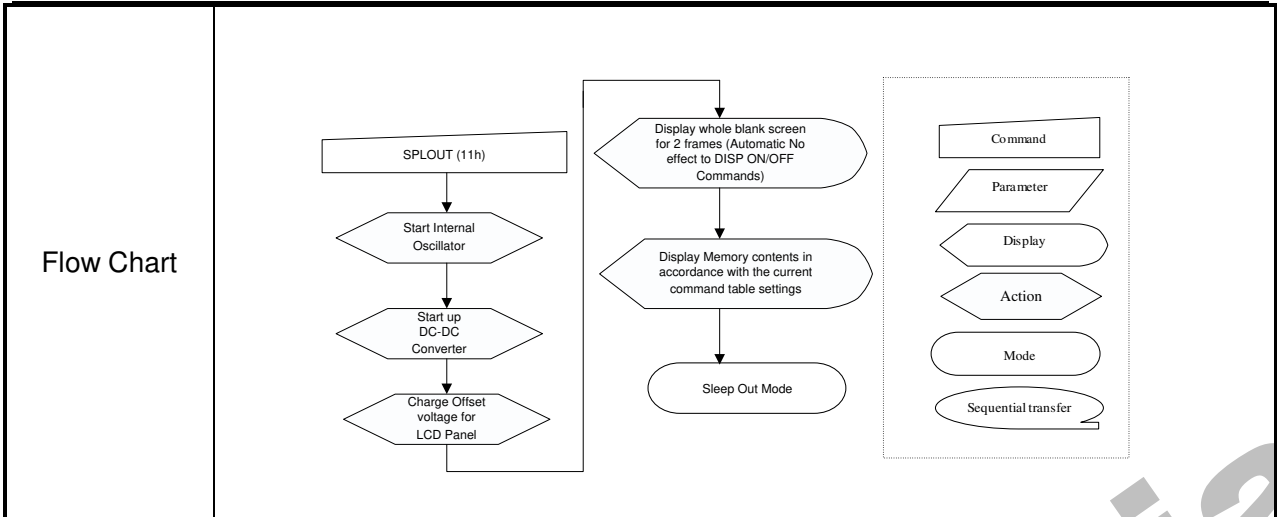 Flow Chart
SPLOUT (11h)
Start Internal
Oscillator
Start up
DC-DC
Converter
Charge Offset
voltage for
LCD Panel
Display whole blank screen
for 2 frames (Automatic No
effect to DISP ON/OFF
Commands)
Display Memory contents in
accordance with the current
command table settings
Sleep Out Mode
Command
Parameter
Display
Action
Mode
Sequential transfer